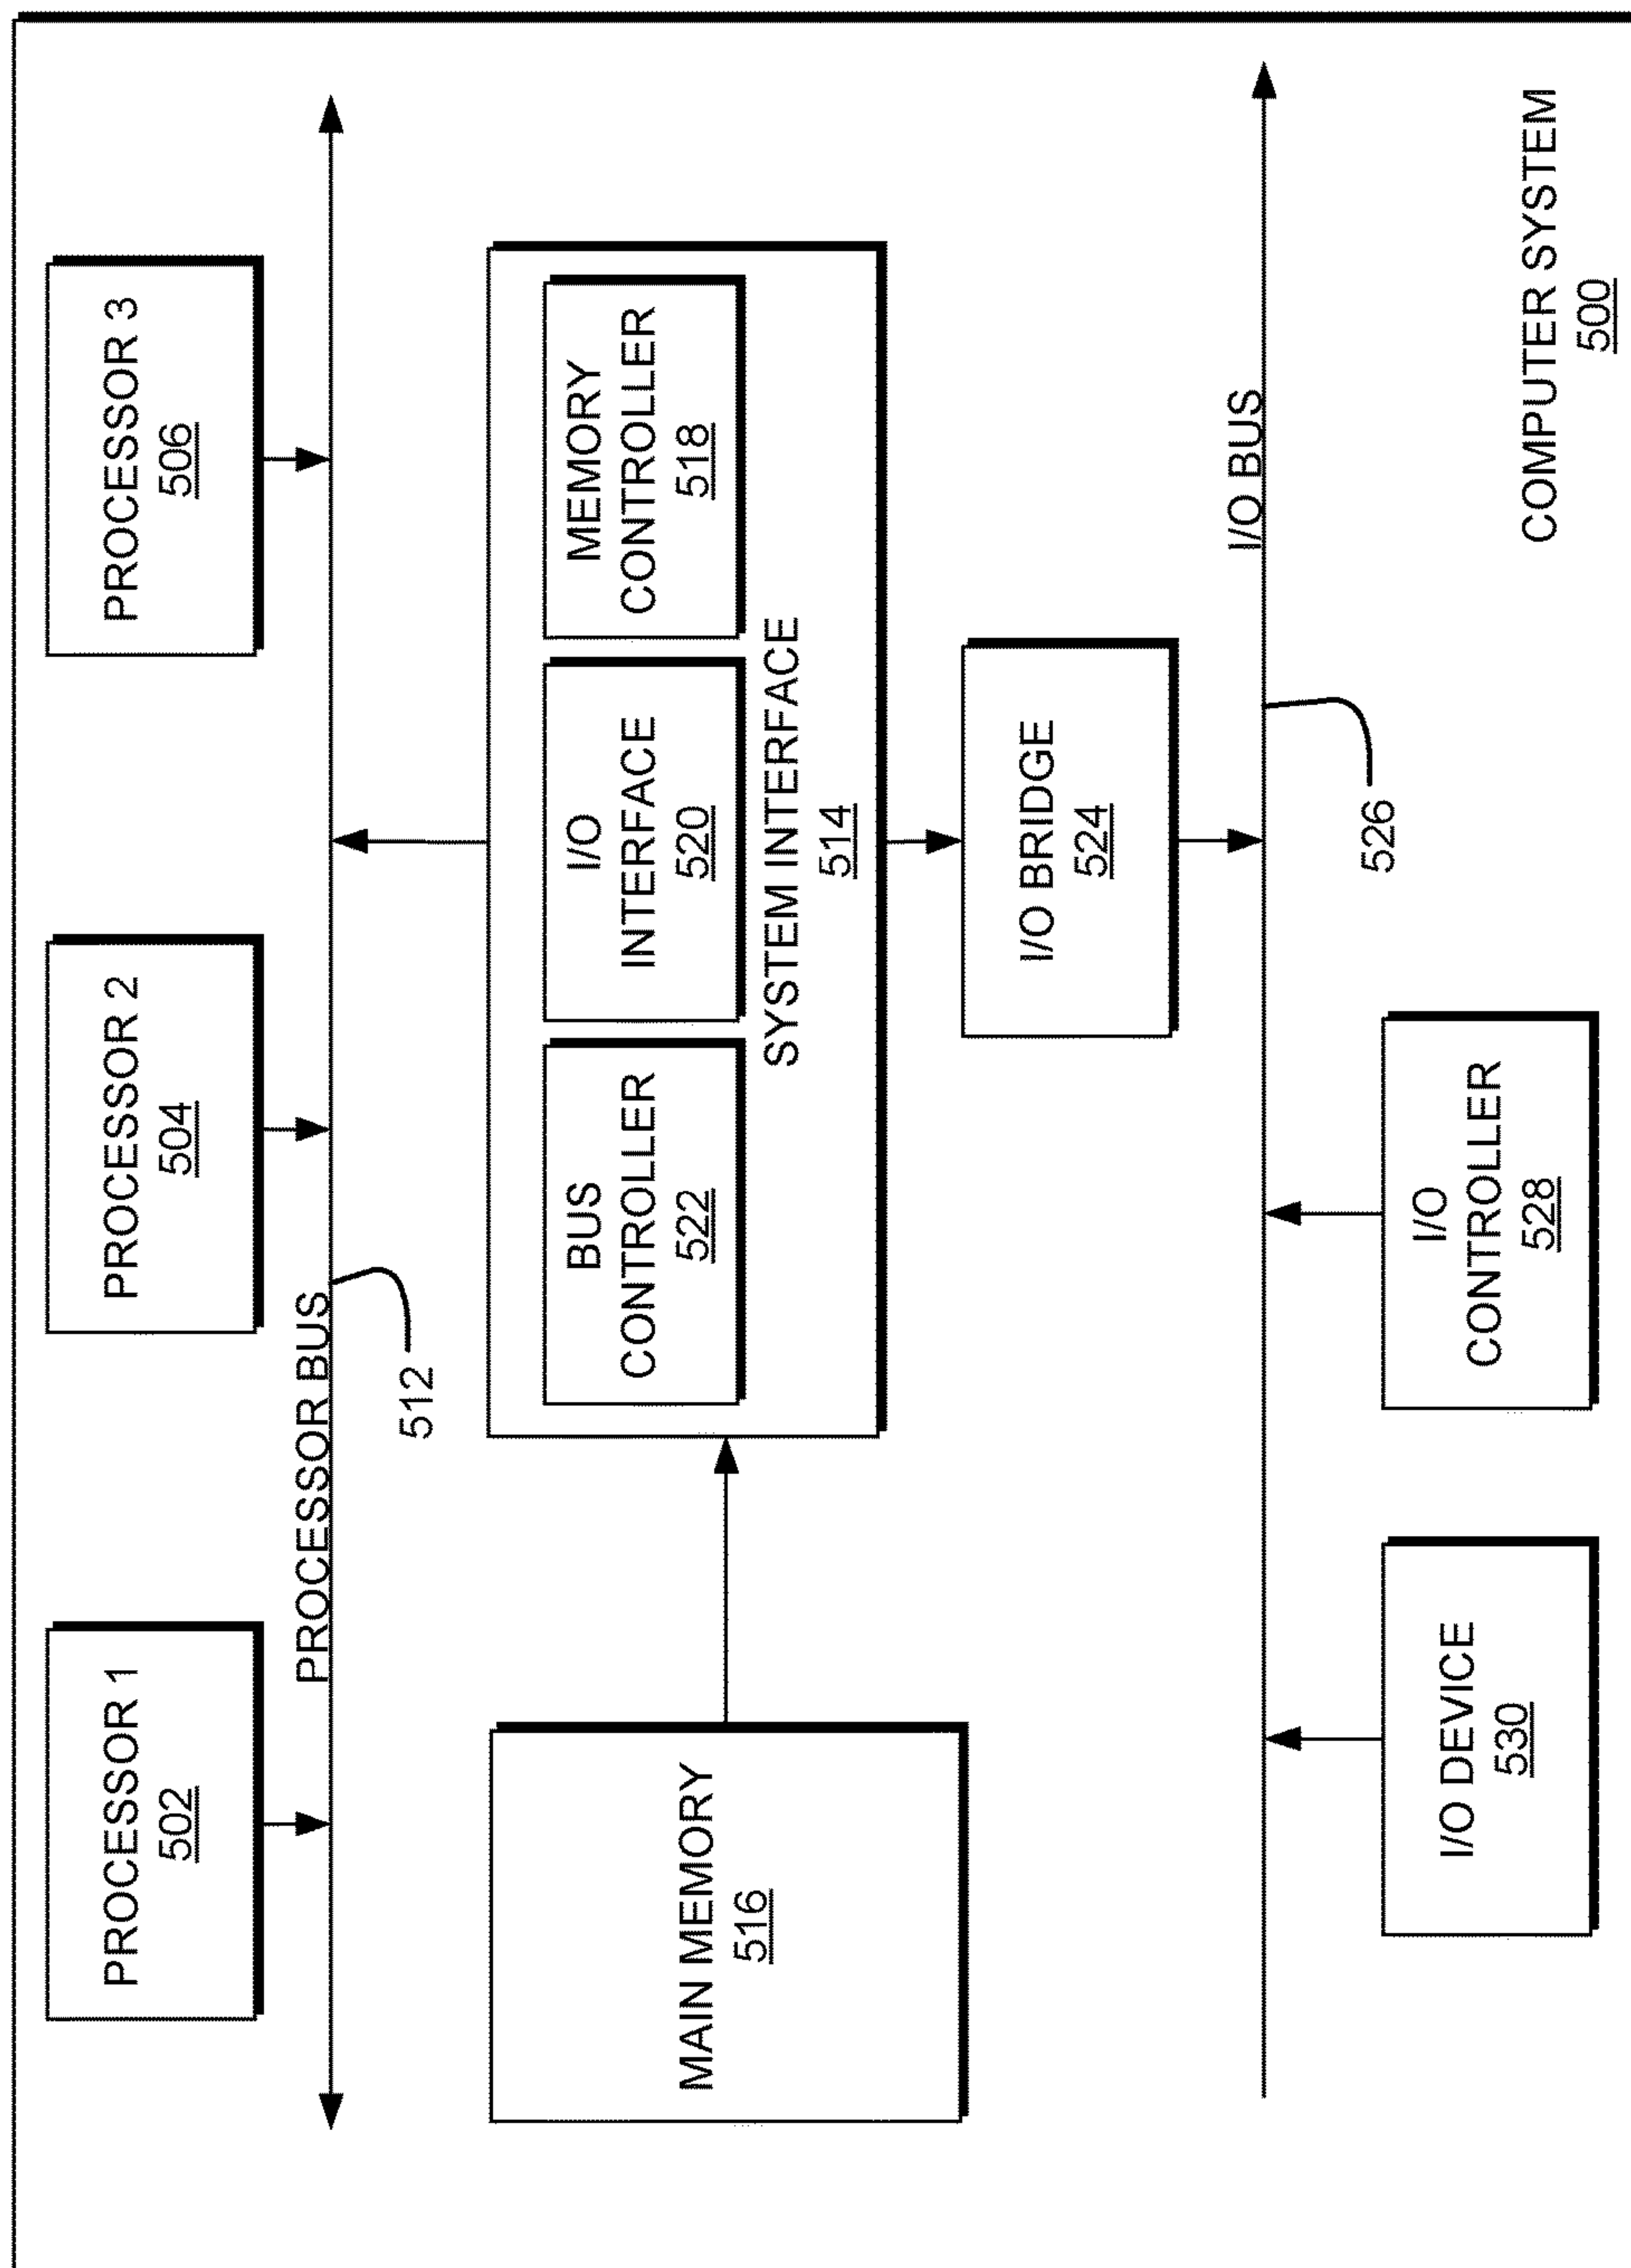 PROCESSOR 1
502
PROCESSOR 2
504
PROCESSOR 3
506
PROCESSOR BUS
512
MAIN MEMORY
516
BUS
CONTROLLER
522
I/O
INTERFACE
520
MEMORY
CONTROLLER
518
SYSTEM INTERFACE
514
I/O BRIDGE
524
I/O BUS
526
I/O DEVICE
530
I/O
CONTROLLER
528
COMPUTER SYSTEM
500